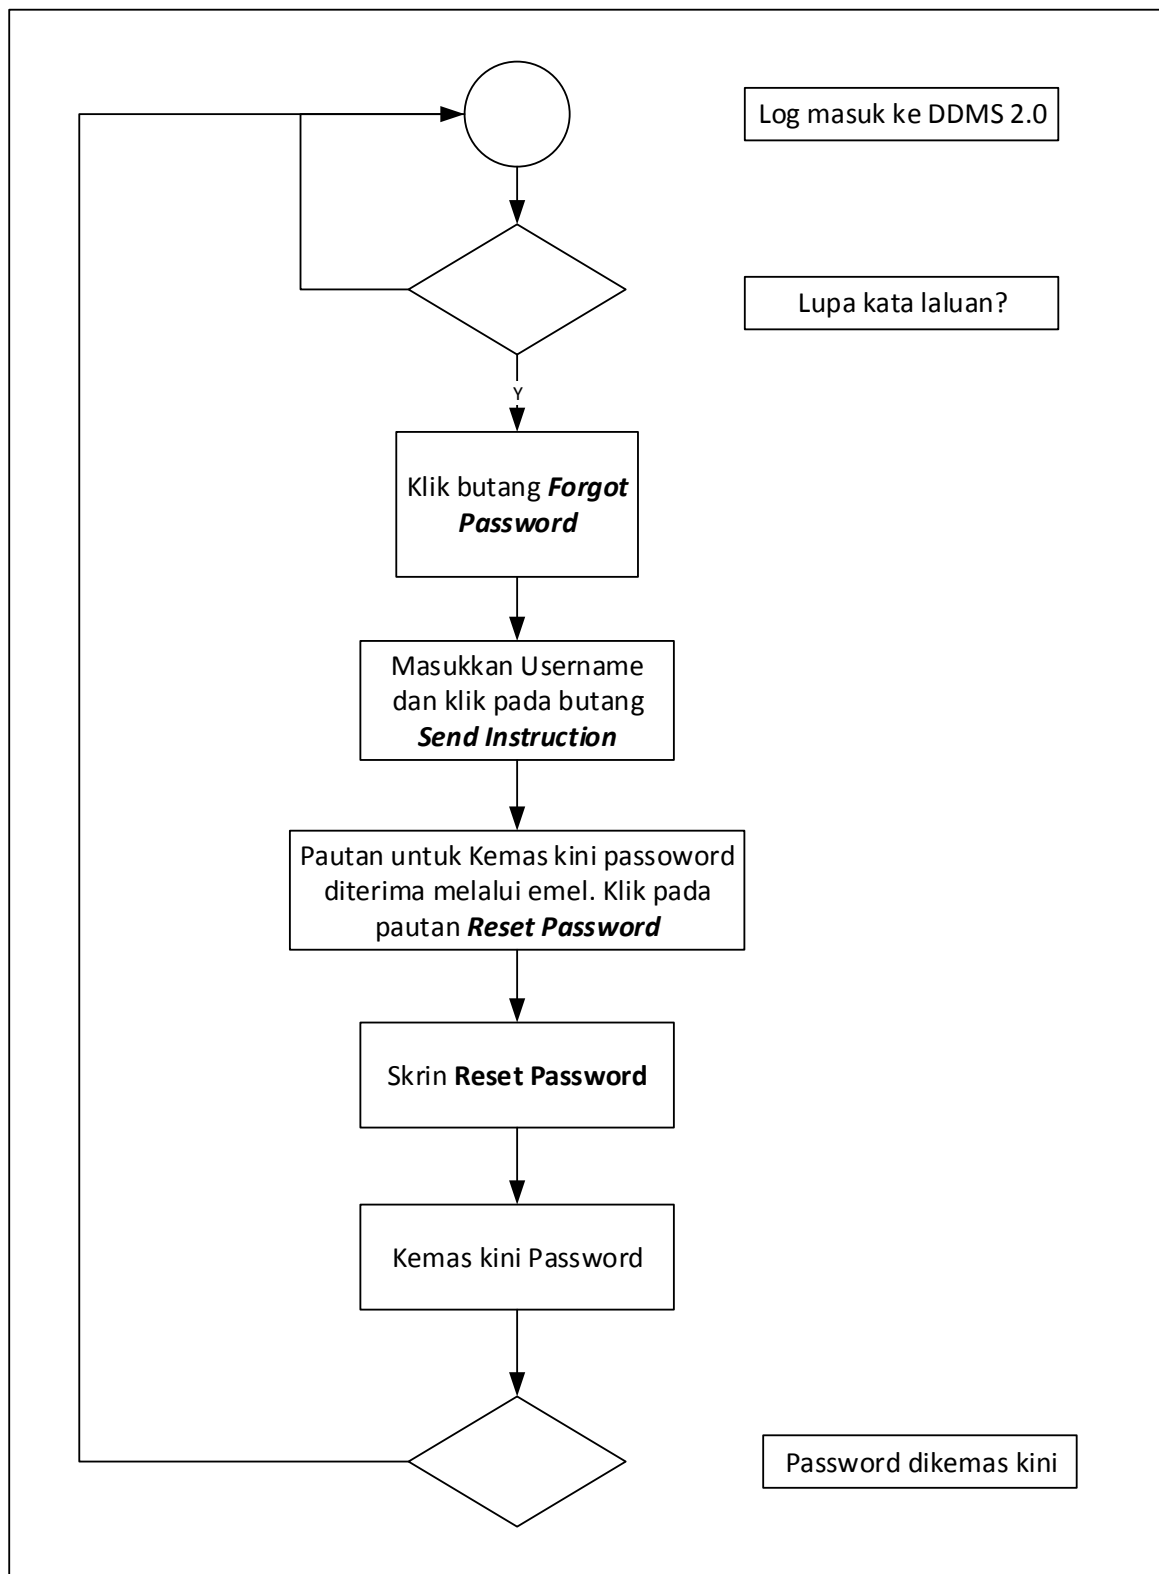 Log masuk ke DDMS 2.0
Lupa kata laluan?
Y
Klik butang Forgot
Password
Masukkan Username
dan klik pada butang
Send Instruction
Pautan untuk Kemas kini passoword
diterima melalui emel. Klik pada
pautan Reset Password
Skrin Reset Password
Kemas kini Password
Password dikemas kini